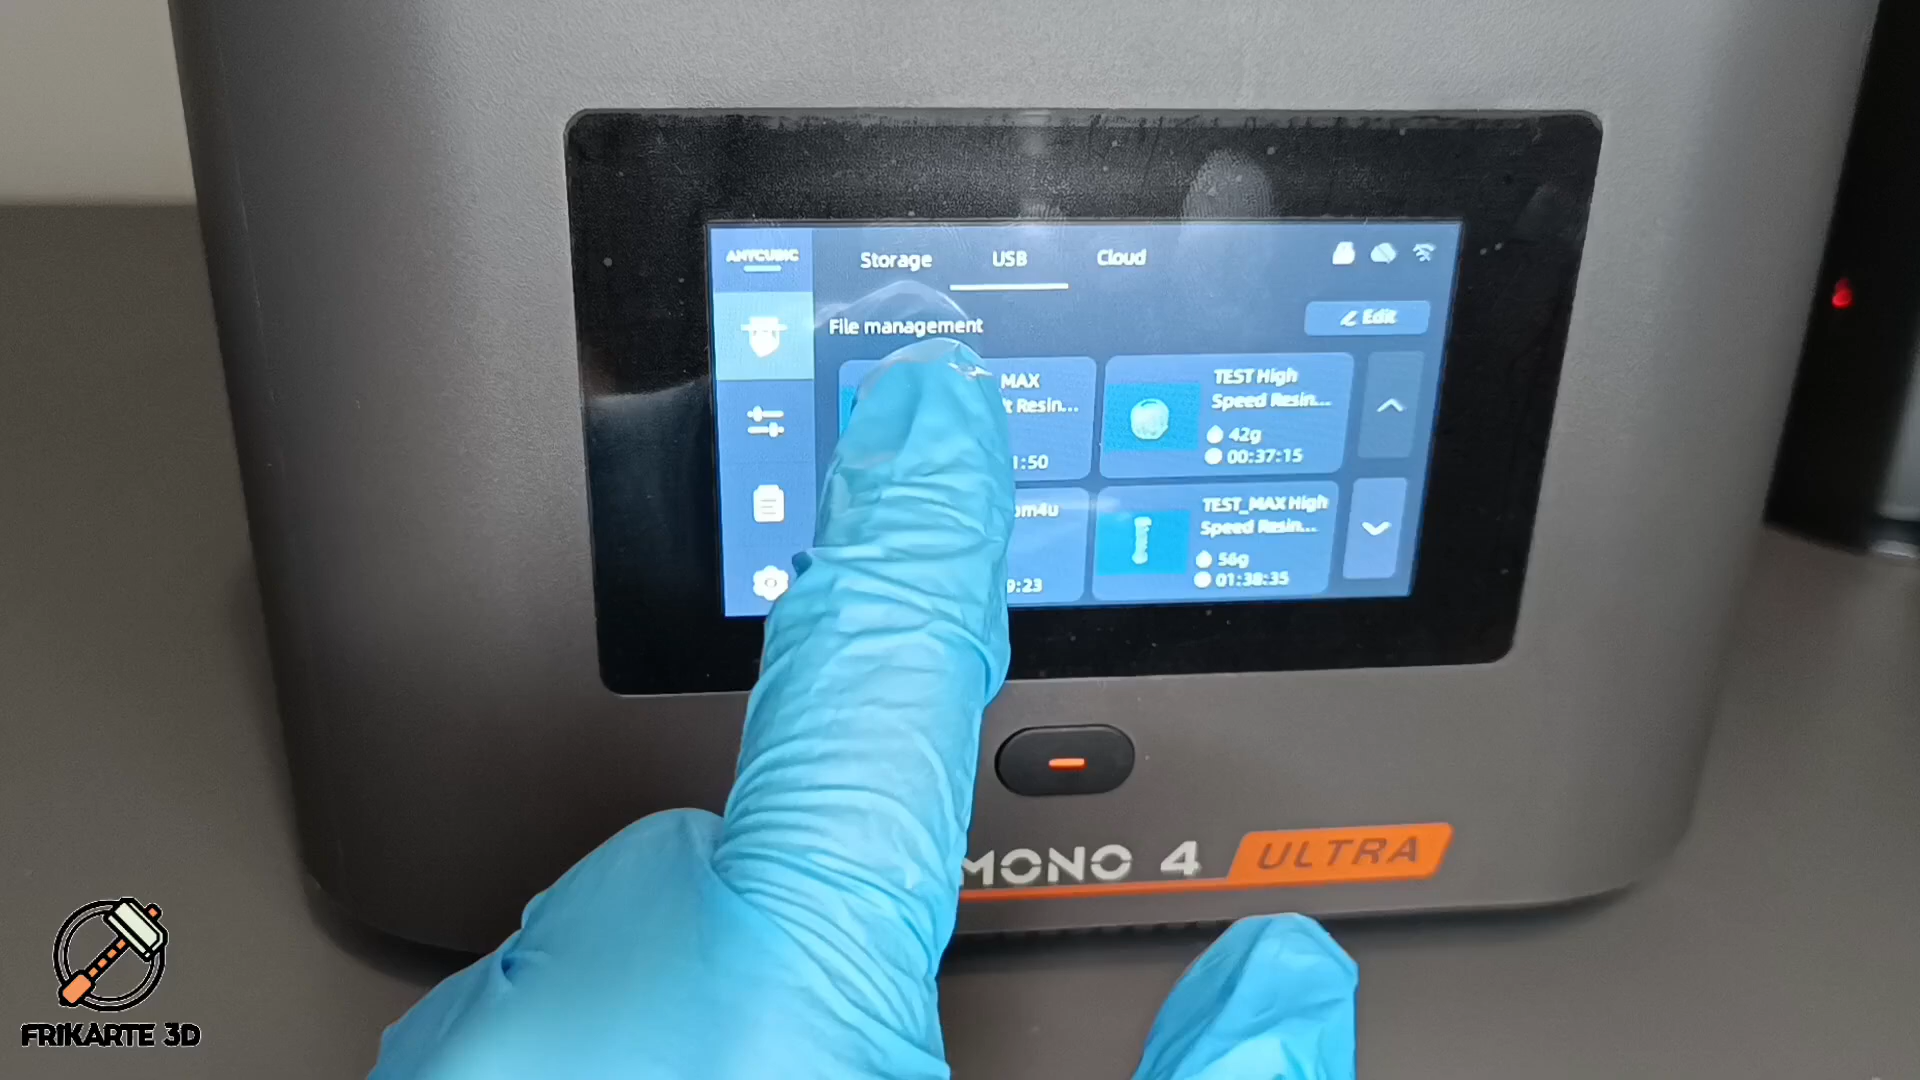 ANYCUBIC
Storage USB Cloud
File management
Edit
MAX
Resin...
1:50
TEST High
Speed Resin...
42g
00:37:15
om4u
9:23
TEST_MAX High
Speed Resin...
56g
01:38:35
MONO 4 ULTRA
FRIKARTE 3D